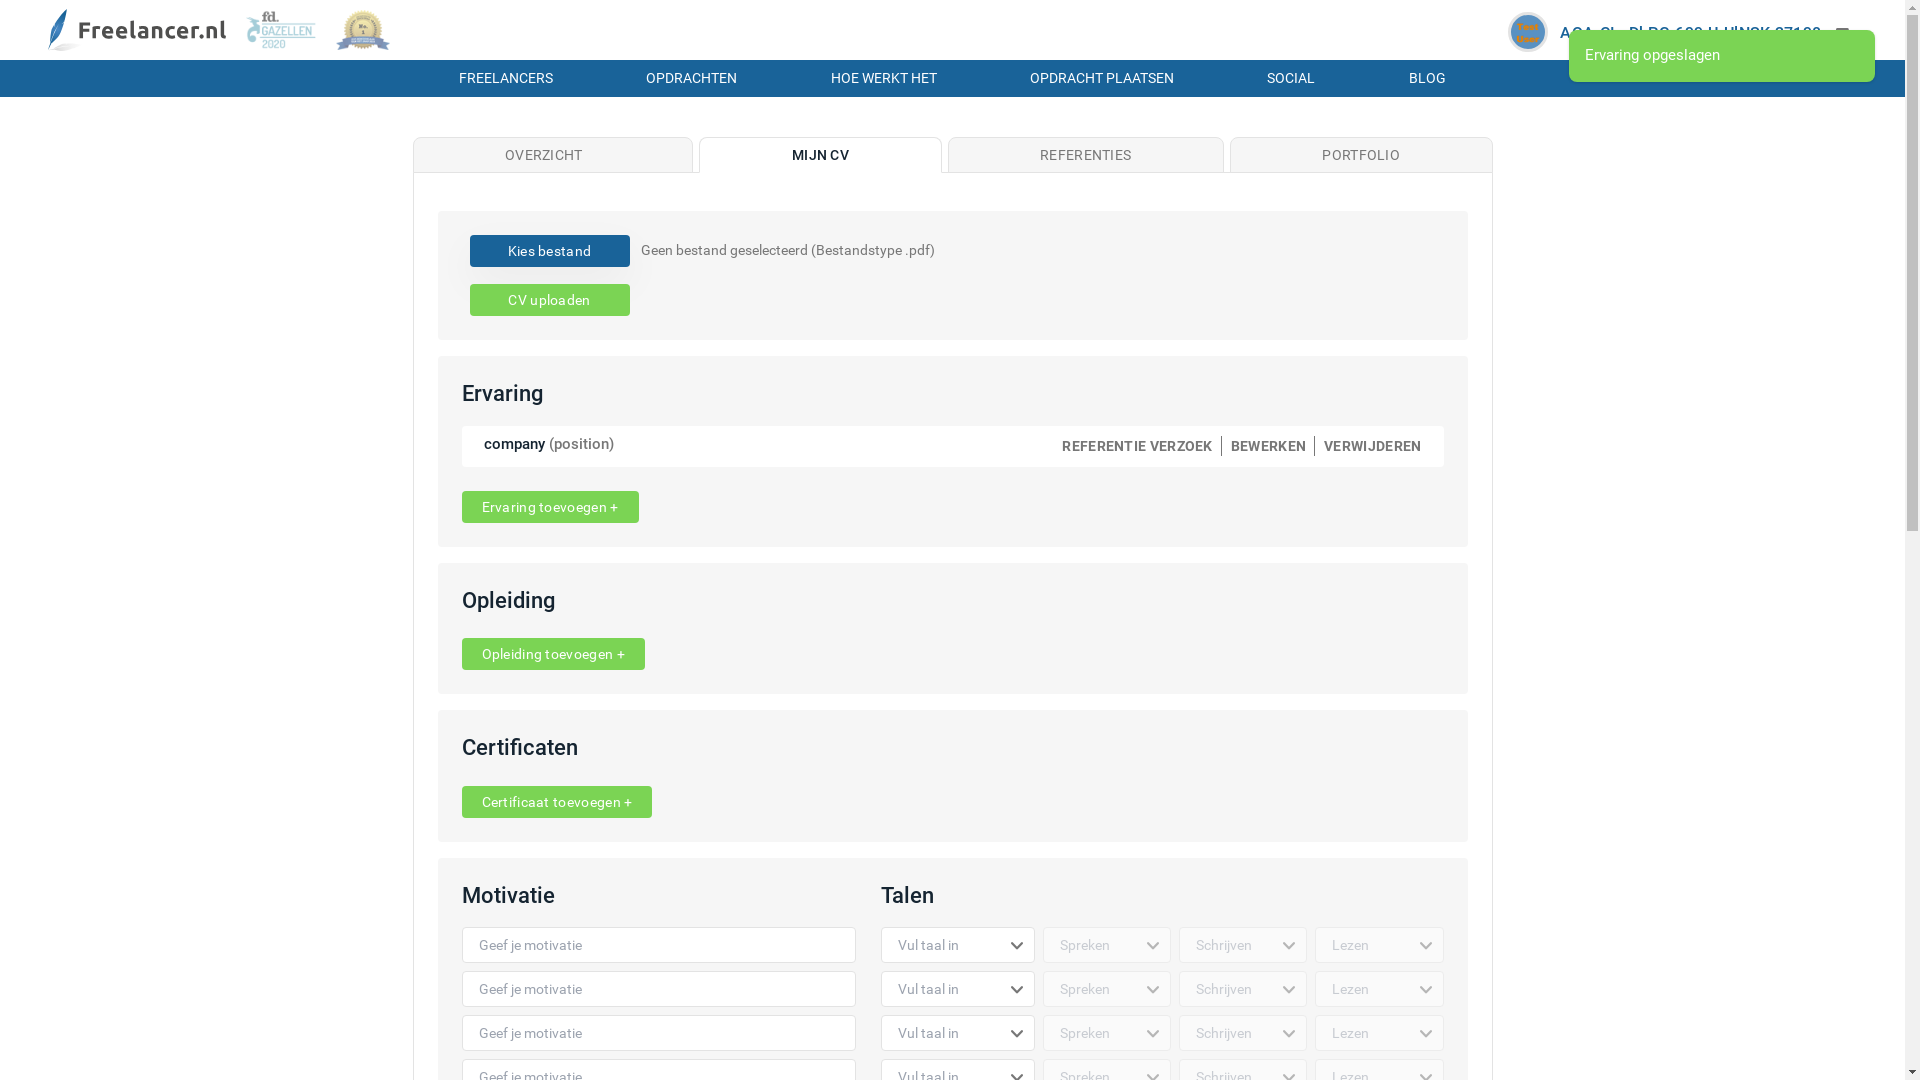 Freelancer.nl
fd.
GAZELLEN
2020
Ervaring opgeslagen
FREELANCERS
OPDRACHTEN
HOE WERKT HET
OPDRACHT PLAATSEN
SOCIAL
BLOG
OVERZICHT
MIJN CV
REFERENTIES
PORTFOLIO
Kies bestand
Geen bestand geselecteerd (Bestandstype .pdf)
CV uploaden
Ervaring
company (position)
REFERENTIE VERZOEK
BEWERKEN
VERWIJDEREN
Ervaring toevoegen +
Opleiding
Opleiding toevoegen +
Certificaten
Certificaat toevoegen +
Motivatie
Talen
Geef je motivatie
Vul taal in
Spreken
Schrijven
Lezen
Geef je motivatie
Vul taal in
Spreken
Schrijven
Lezen
Geef je motivatie
Vul taal in
Spreken
Schrijven
Lezen
Geef je motivatie
Vul taal in
Spreken
Schrijven
Lezen